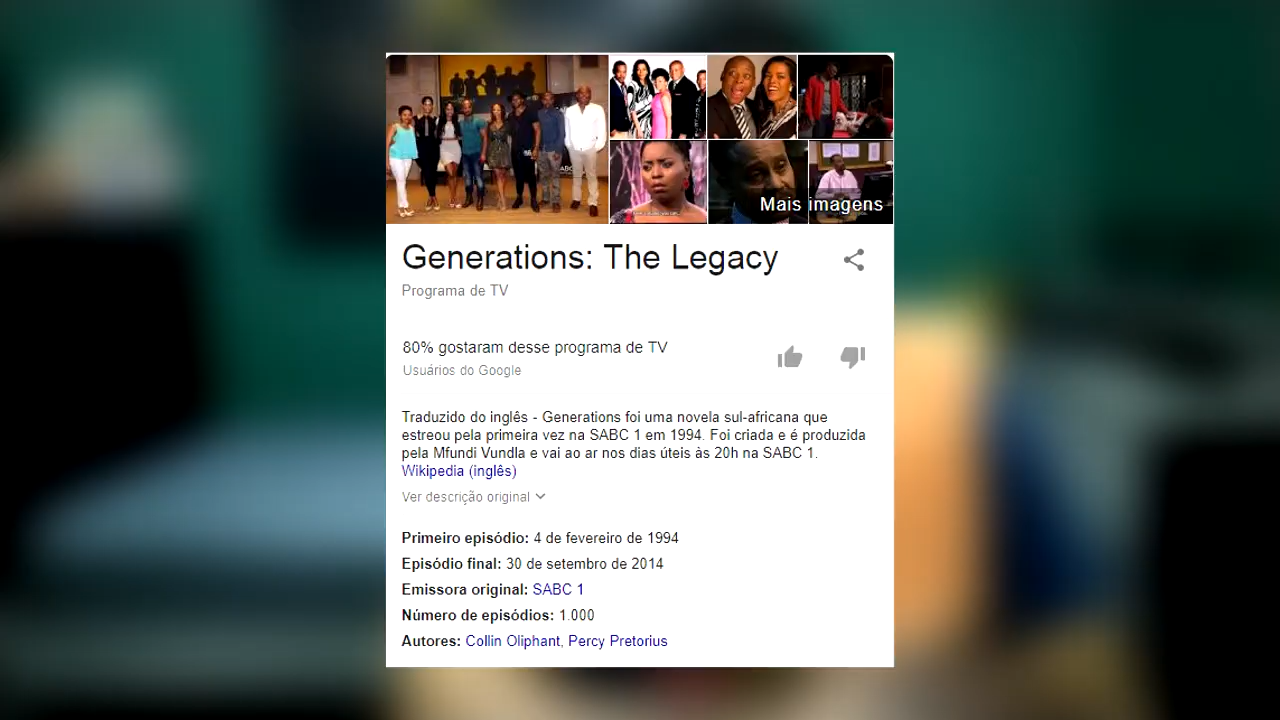 Mais imagens
Generations: The Legacy
Programa de TV
80% gostaram desse programa de TV
Usuários do Google
Traduzido do inglês - Generations foi uma novela sul-africana que
estreou pela primeira vez na SABC 1 em 1994. Foi criada e é produzida
pela Mfundi Vundla e vai ao ar nos dias úteis às 20h na SABC 1.
Wikipedia (inglês)
Ver descrição original
Primeiro episódio: 4 de fevereiro de 1994
Episódio final: 30 de setembro de 2014
Emissora original: SABC 1
Número de episódios: 1.000
Autores: Collin Oliphant, Percy Pretorius